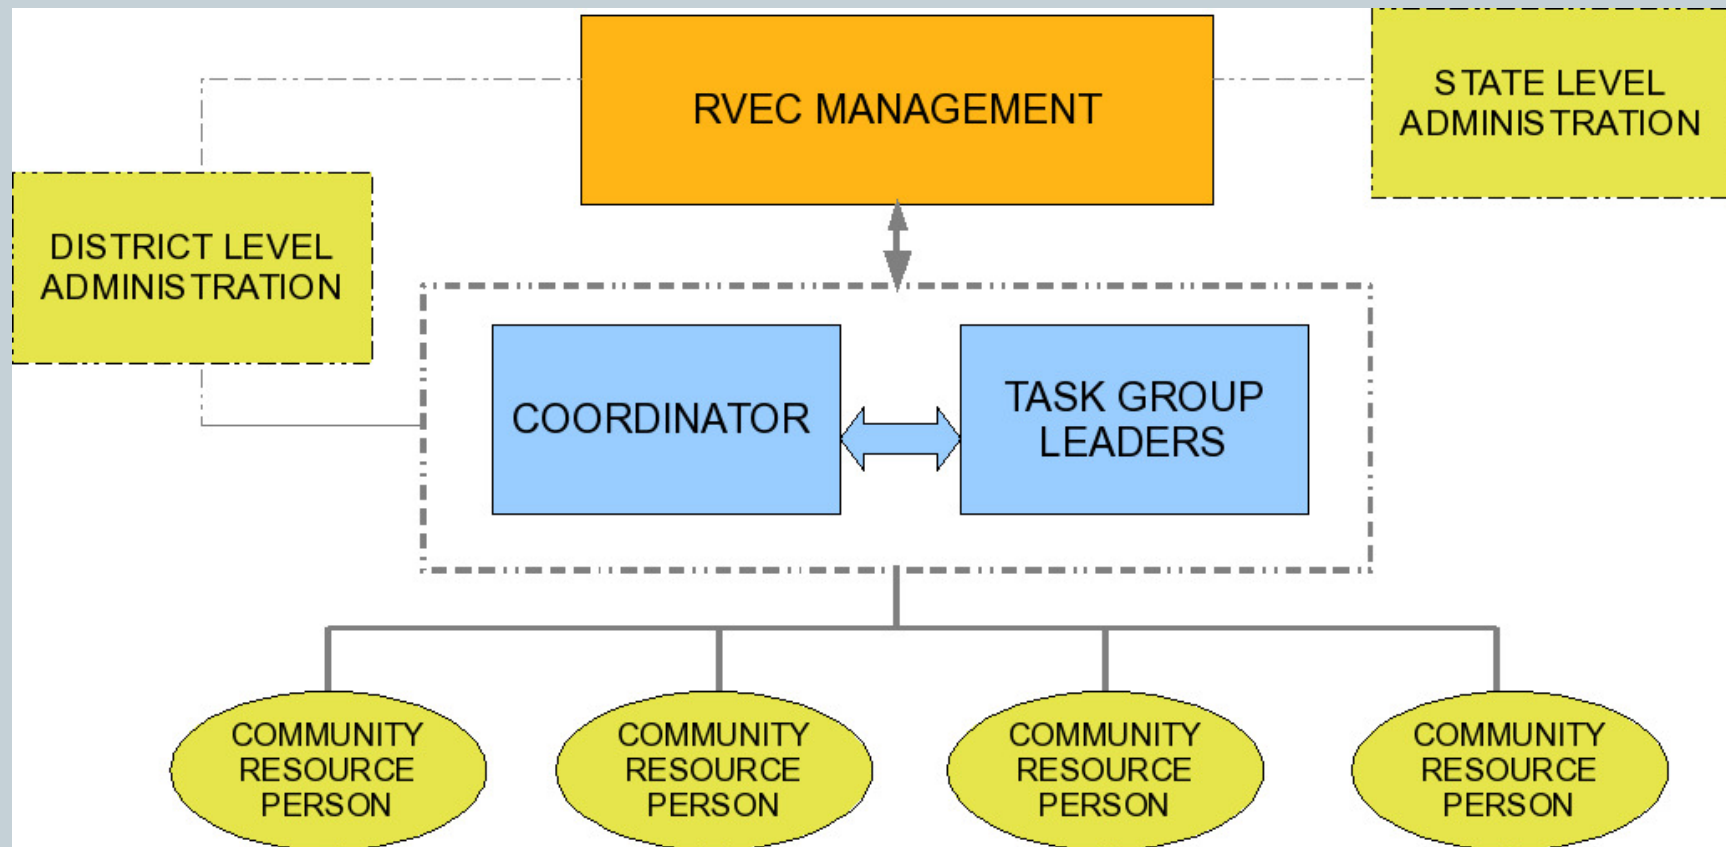 RVEC MANAGEMENT
STATE LEVEL
ADMINISTRATION
DISTRICT LEVEL
ADMINISTRATION
COORDINATOR
TASK GROUP
LEADERS
COMMUNITY
RESOURCE
PERSON
COMMUNITY
RESOURCE
PERSON
COMMUNITY
RESOURCE
PERSON
COMMUNITY
RESOURCE
PERSON